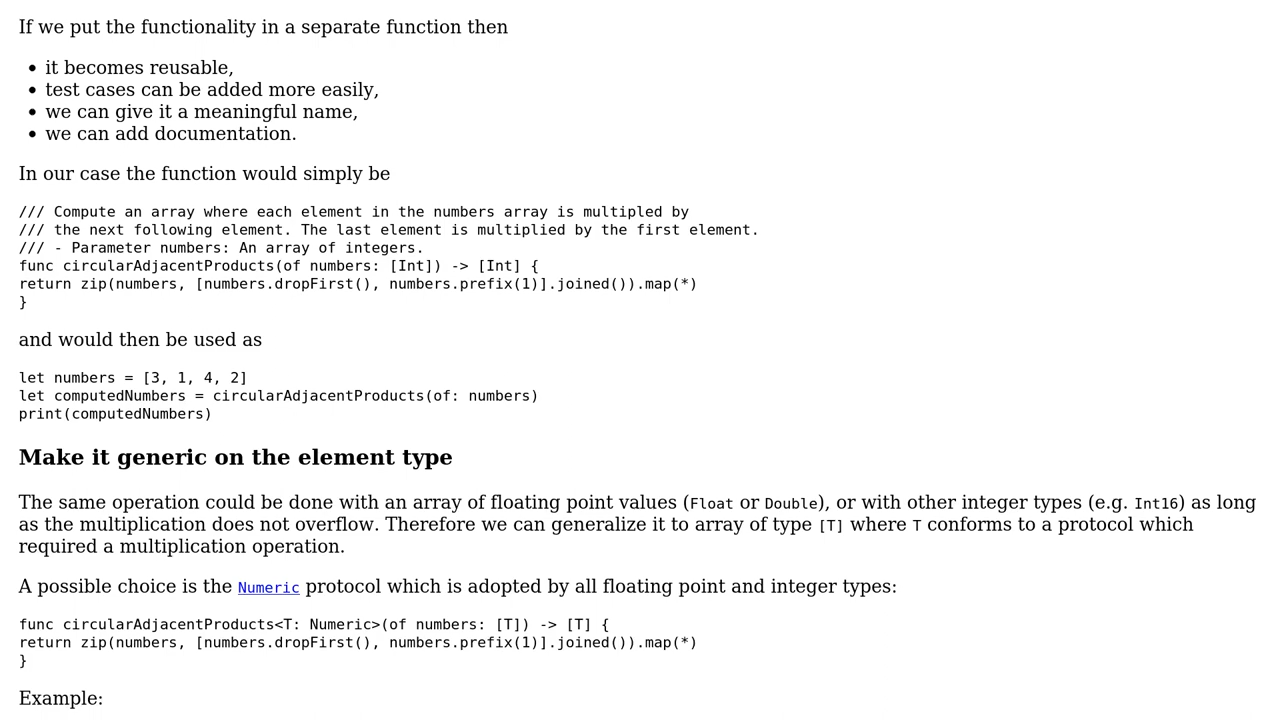 If we put the functionality in a separate function then
• it becomes reusable,
• test cases can be added more easily,
• we can give it a meaningful name,
• we can add documentation.
In our case the function would simply be
/// Compute an array where each element in the numbers array is multipled by
/// the next following element. The last element is multiplied by the first element.
/// - Parameter numbers: An array of integers.
func circularAdjacentProducts(of numbers: [Int]) -> [Int] {
return zip(numbers, [numbers.dropFirst(), numbers.prefix(1)].joined()).map(*)
}
and would then be used as
let numbers = [3, 1, 4, 2]
let computedNumbers = circularAdjacentProducts(of: numbers)
print(computedNumbers)
Make it generic on the element type
The same operation could be done with an array of floating point values (Float or Double), or with other integer types (e.g. Int16) as long
as the multiplication does not overflow. Therefore we can generalize it to array of type [T] where T conforms to a protocol which
required a multiplication operation.
A possible choice is the Numeric protocol which is adopted by all floating point and integer types:
func circularAdjacentProducts<T: Numeric>(of numbers: [T]) -> [T] {
return zip(numbers, [numbers.dropFirst(), numbers.prefix(1)].joined()).map(*)
}
Example: